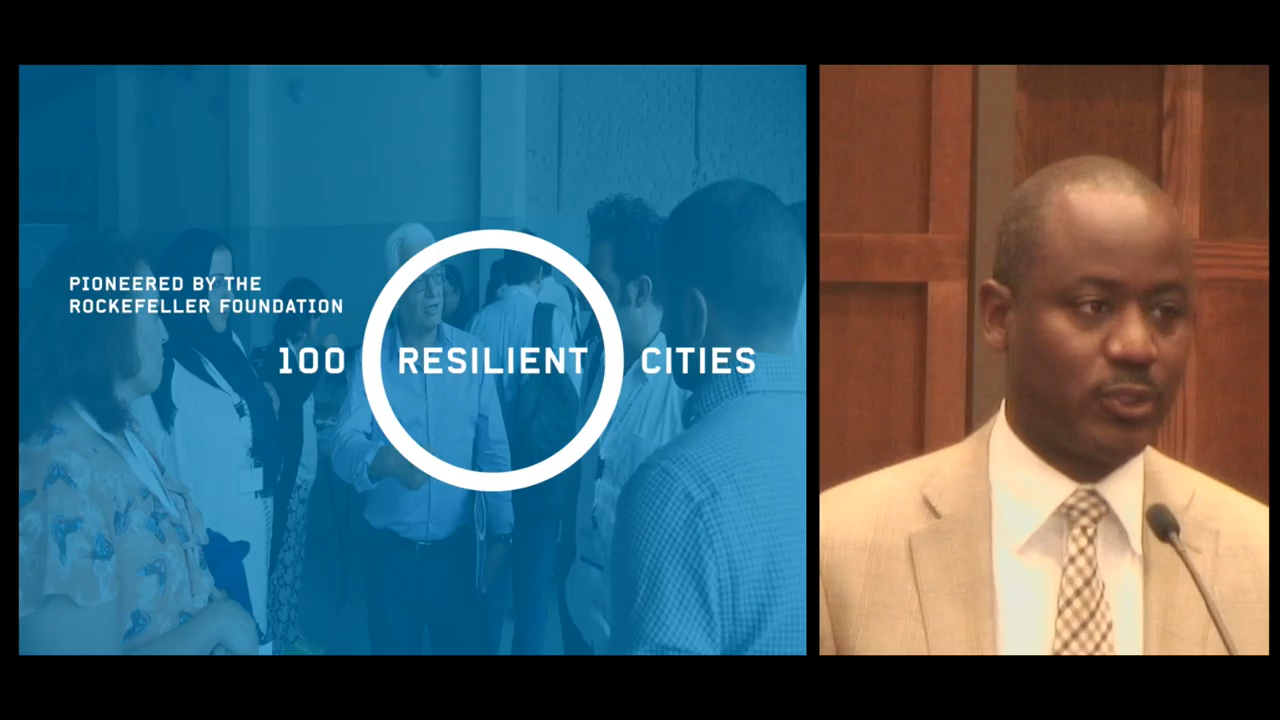 PIONEERED BY THE
ROCKEFELLER FOUNDATION
100 RESILIENT CITIES